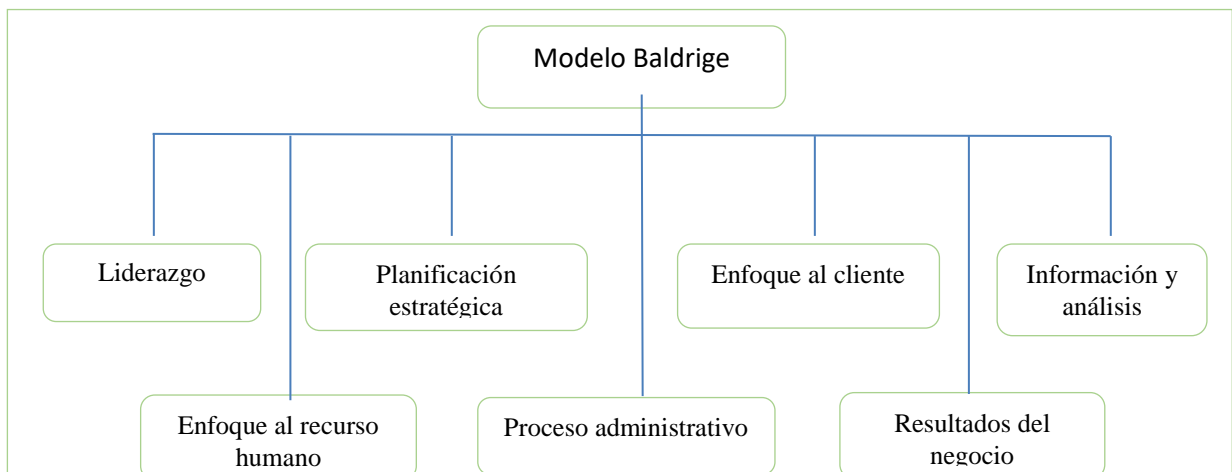 Modelo Baldrige
Liderazgo
Planificación
estratégica
Enfoque al cliente
Información y
análisis
Enfoque al recurso
humano
Proceso administrativo
Resultados del
negocio